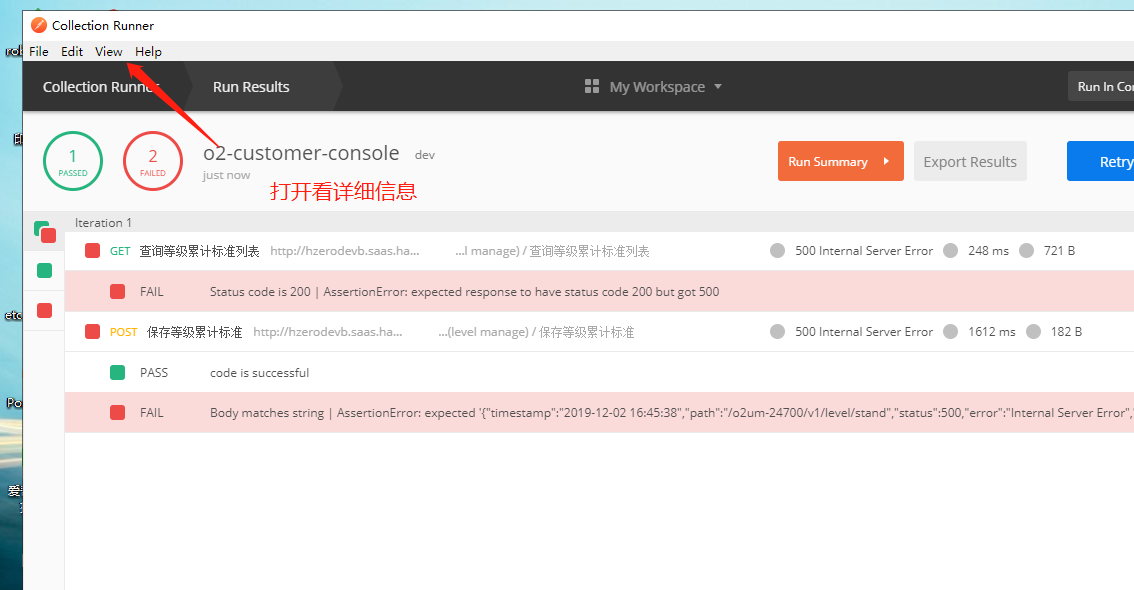 Collection Runner
File Edit View Help
Collection Runner Run Results My Workspace Run In Co
1 PASSED
2 FAILED
o2-customer-console dev
just now
打开看详细信息
Run Summary Export Results Retry
Iteration 1
GET 查询等级累计标准列表 http://hzerodevb.saas.ha... ...l manage) / 查询等级累计标准列表 500 Internal Server Error 248 ms 721 B
FAIL Status code is 200 | AssertionError: expected response to have status code 200 but got 500
POST 保存等级累计标准 http://hzerodevb.saas.ha... ...(level manage) / 保存等级累计标准 500 Internal Server Error 1612 ms 182 B
PASS code is successful
FAIL Body matches string | AssertionError: expected '{"timestamp":"2019-12-02 16:45:38","path":"/o2um-24700/v1/level/stand","status":500,"error":"Internal Server Error","
rob
etc
Po